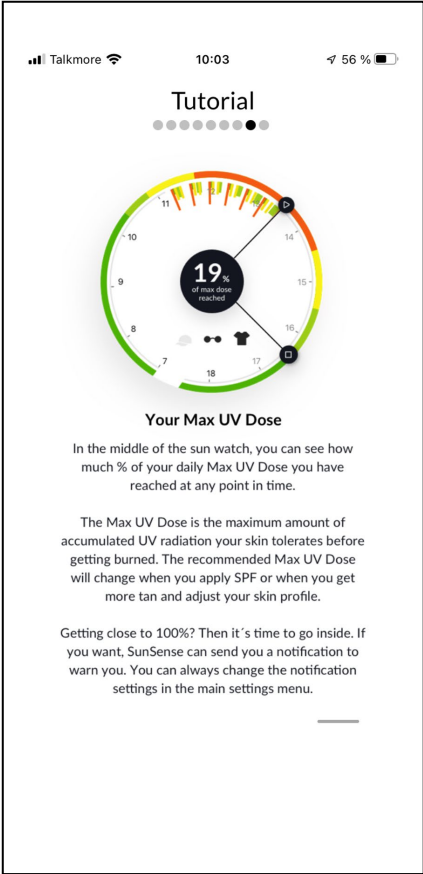 Talkmore 10:03 56 %
Tutorial
11 12 13
10 14
9 15
19%
of max dose
reached
8 16
7 17
18
Your Max UV Dose
In the middle of the sun watch, you can see how
much % of your daily Max UV Dose you have
reached at any point in time.
The Max UV Dose is the maximum amount of
accumulated UV radiation your skin tolerates before
getting burned. The recommended Max UV Dose
will change when you apply SPF or when you get
more tan and adjust your skin profile.
Getting close to 100%? Then it´s time to go inside. If
you want, SunSense can send you a notification to
warn you. You can always change the notification
settings in the main settings menu.